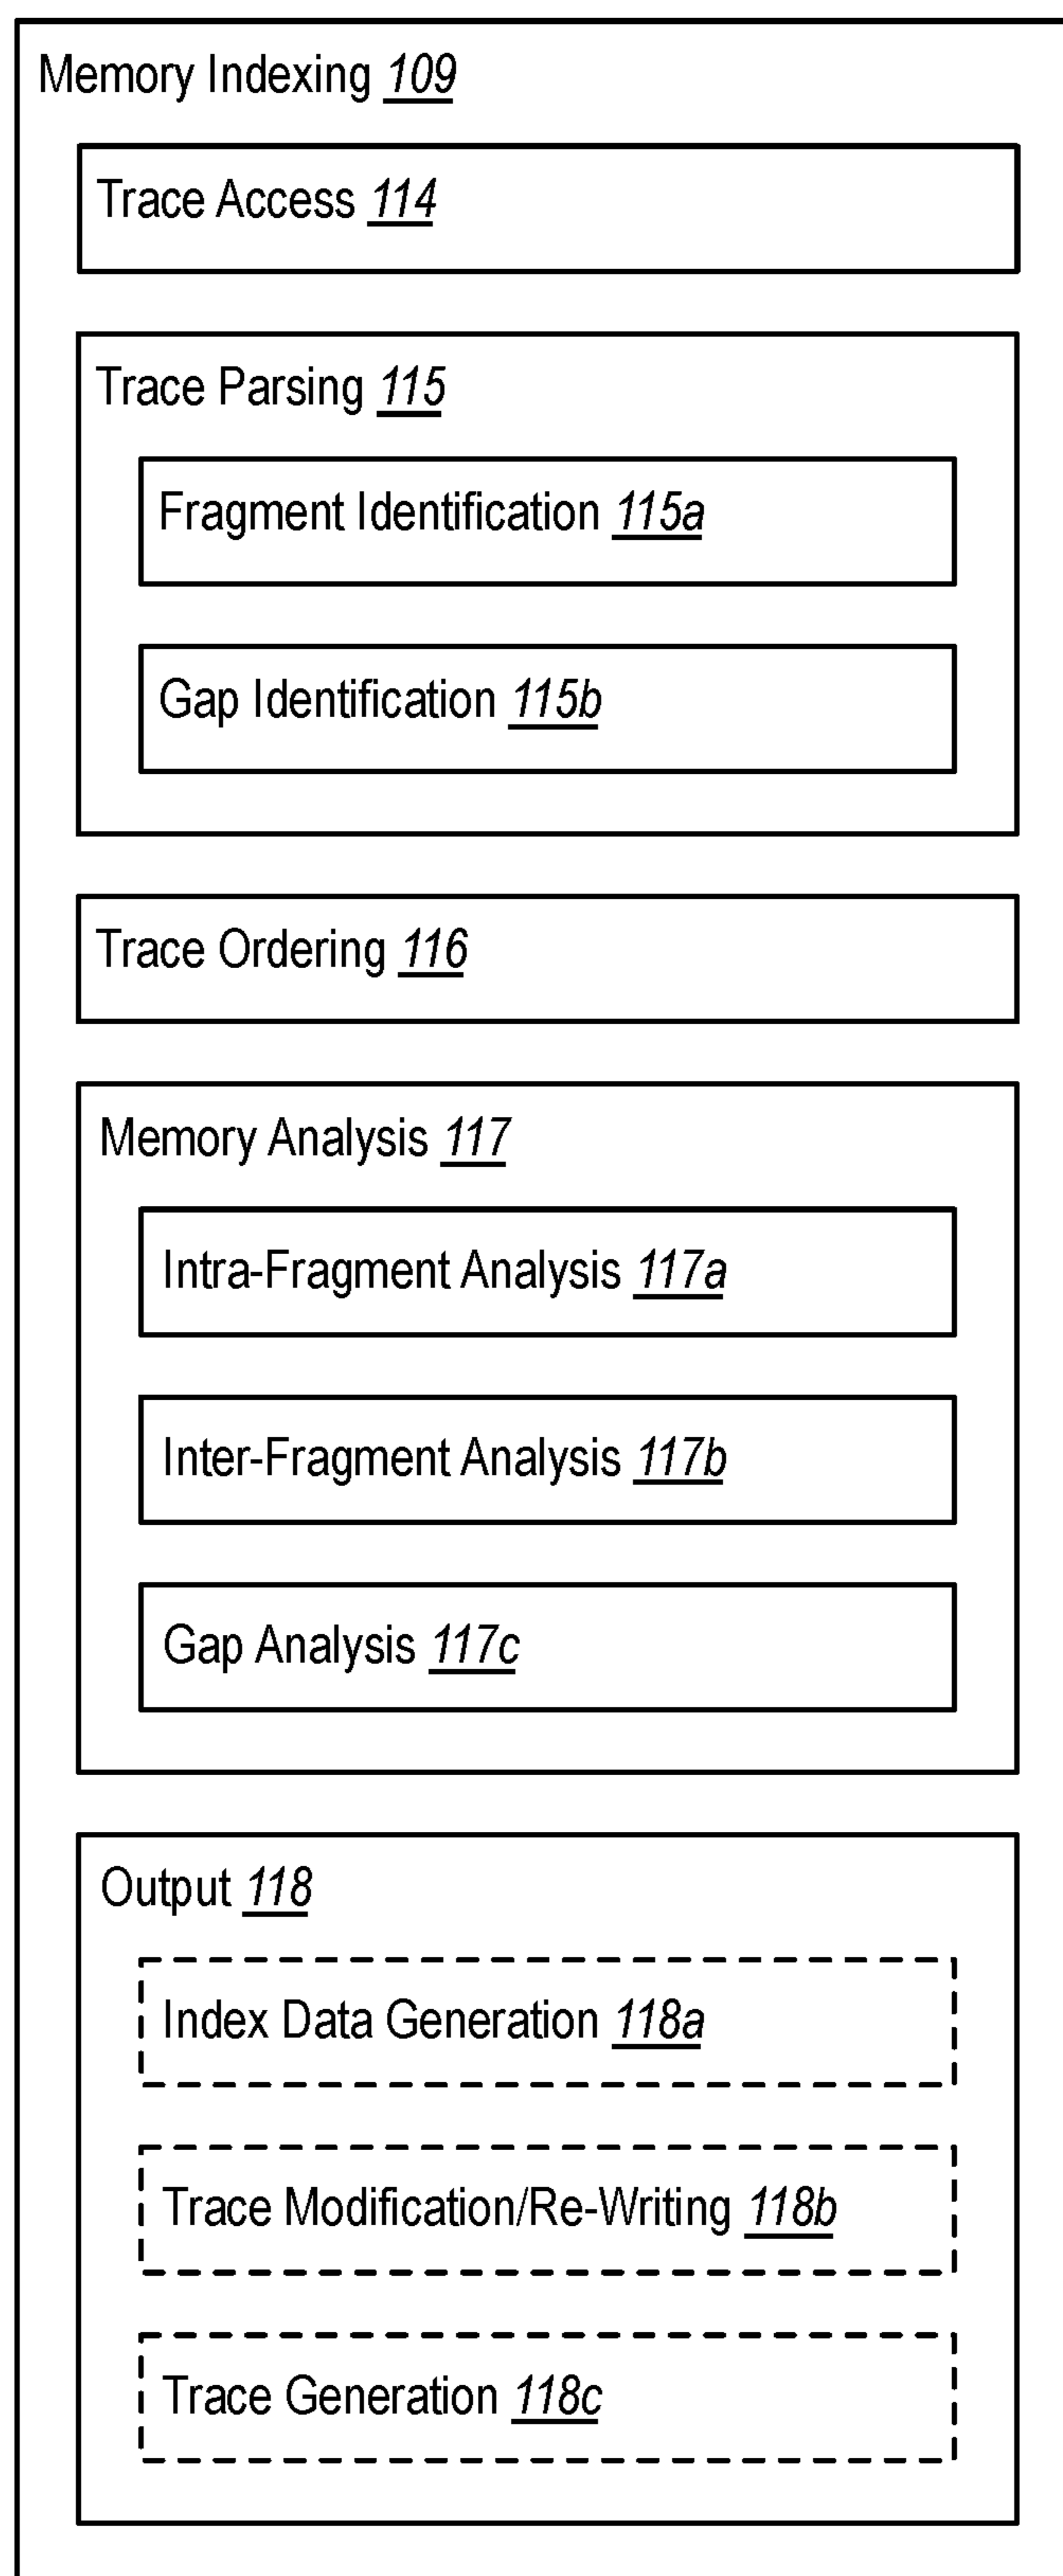 Memory Indexing 109
Trace Access 114
Trace Parsing 115
Fragment Identification 115a
Gap Identification 115b
Trace Ordering 116
Memory Analysis 117
Intra-Fragment Analysis 117a
Inter-Fragment Analysis 117b
Gap Analysis 117c
Output 118
Index Data Generation 118a
Trace Modification/Re-Writing 118b
Trace Generation 118c